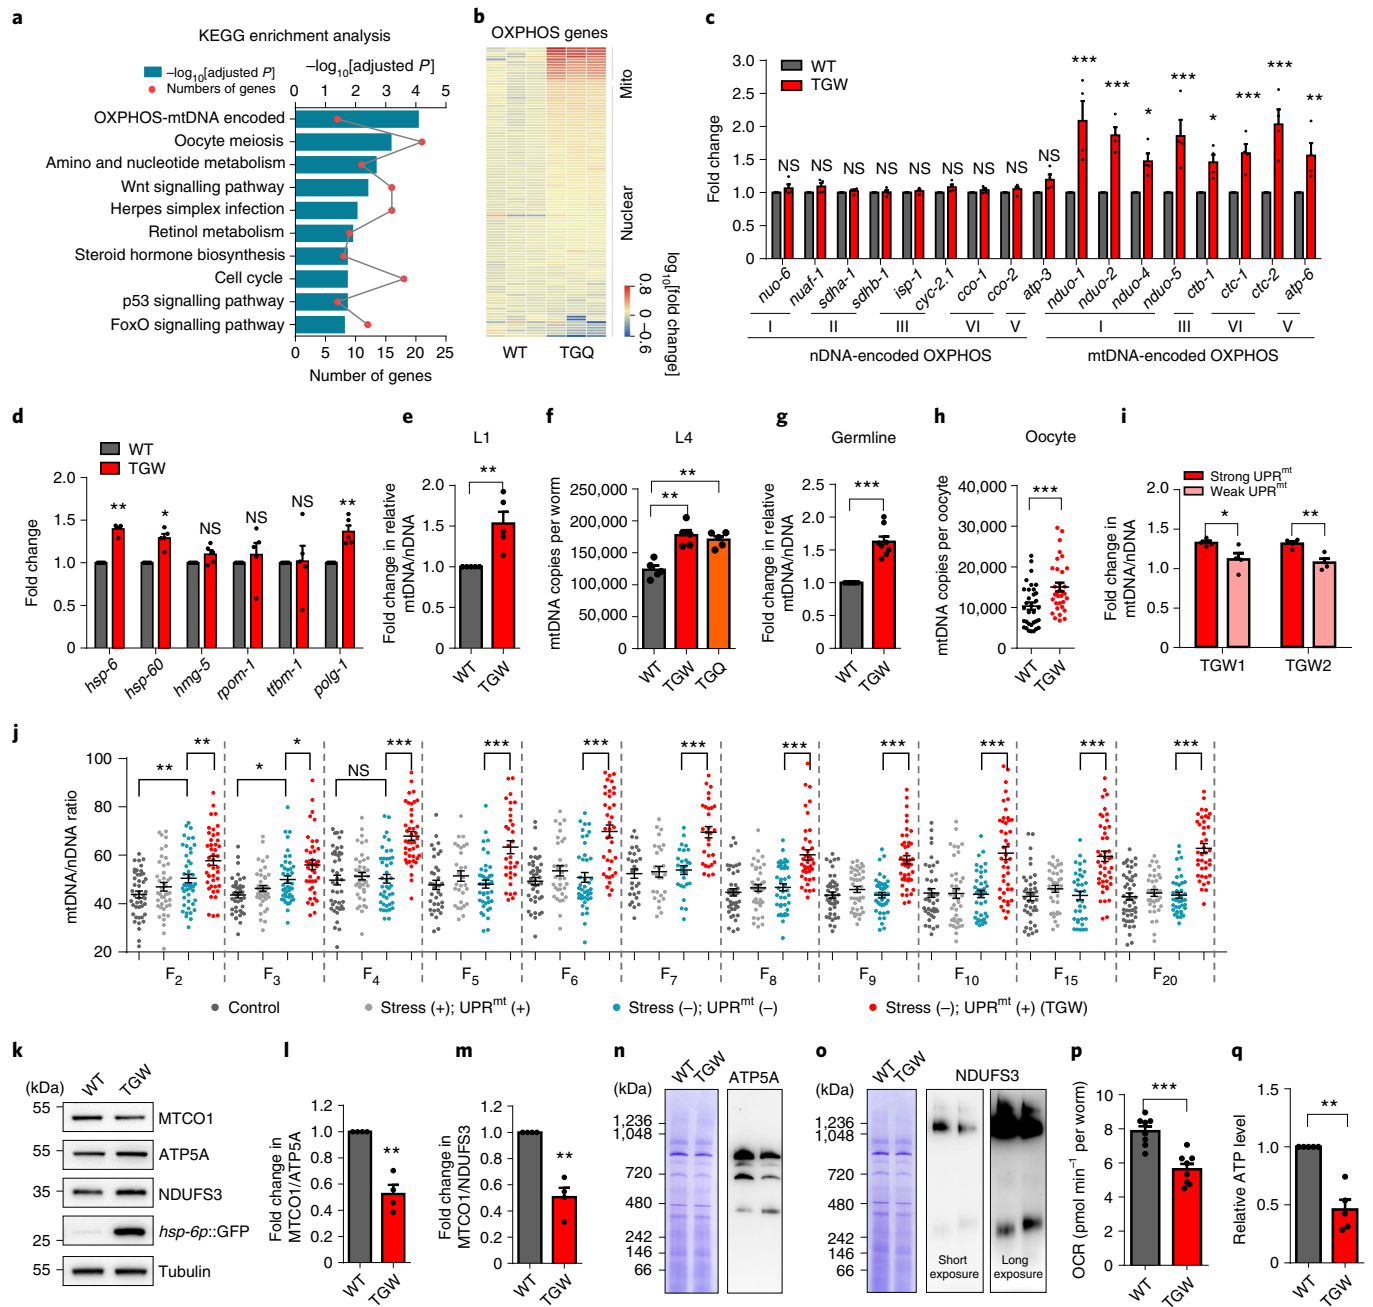 a
KEGG enrichment analysis
–log10[adjusted P]
Numbers of genes
–log10[adjusted P]
0 1 2 3 4 5
OXPHOS-mtDNA encoded
Oocyte meiosis
Amino and nucleotide metabolism
Wnt signalling pathway
Herpes simplex infection
Retinol metabolism
Steroid hormone biosynthesis
Cell cycle
p53 signalling pathway
FoxO signalling pathway
0 5 10 15 20 25
Number of genes
b
OXPHOS genes
Mito
Nuclear
WT TGQ
0.8
0
−0.6
log10[fold change]
c
WT
TGW
Fold change
3.0
2.5
2.0
1.5
1.0
0.5
0
NS NS NS NS NS NS NS NS NS *** *** * *** * *** *** **
nuo-6 nuaf-1 sdha-1 sdhb-1 isp-1 cyc-2.1 cco-1 cco-2 atp-3 nduo-1 nduo-2 nduo-4 nduo-5 ctb-1 ctc-1 ctc-2 atp-6
I II III VI V I III VI V
nDNA-encoded OXPHOS mtDNA-encoded OXPHOS
d
WT
TGW
Fold change
2.0
1.5
1.0
0.5
0
** * NS NS NS **
hsp-6 hsp-60 hmg-5 rpom-1 tfbm-1 polg-1
e
L1
Fold change in relative
mtDNA/nDNA
2.0
1.5
1.0
0.5
0
**
WT TGW
f
L4
mtDNA copies per worm
250,000
200,000
150,000
100,000
50,000
0
**
**
WT TGW TGQ
g
Germline
Fold change in relative
mtDNA/nDNA
2.5
2.0
1.5
1.0
0.5
0
***
WT TGW
h
Oocyte
mtDNA copies per oocyte
40,000
30,000
20,000
10,000
0
***
WT TGW
i
Strong UPRmt
Weak UPRmt
Fold change in
mtDNA/nDNA
2.0
1.5
1.0
0.5
0
* **
TGW1 TGW2
j
mtDNA/nDNA ratio
100
80
60
40
20
** ** * * NS *** *** *** *** *** *** *** *** ***
F2 F3 F4 F5 F6 F7 F8 F9 F10 F15 F20
Control Stress (+); UPRmt (+) Stress (–); UPRmt (–) Stress (–); UPRmt (+) (TGW)
k
(kDa) WT TGW
55 MTCO1
55 ATP5A
35 NDUFS3
25 hsp-6p::GFP
55 Tubulin
l
Fold change in
MTCO1/ATP5A
1.2
1.0
0.8
0.6
0.4
0.2
0
**
WT TGW
m
Fold change in
MTCO1/NDUFS3
1.2
1.0
0.8
0.6
0.4
0.2
0
**
WT TGW
n
(kDa) WT TGW ATP5A
1,236
1,048
720
480
242
146
66
o
(kDa) WT TGW NDUFS3
1,236
1,048
720
480
242
146
66
Short
exposure
Long
exposure
p
OCR (pmol min−1 per worm)
10
8
6
4
2
0
***
WT TGW
q
Relative ATP level
1.5
1.0
0.5
0
**
WT TGW